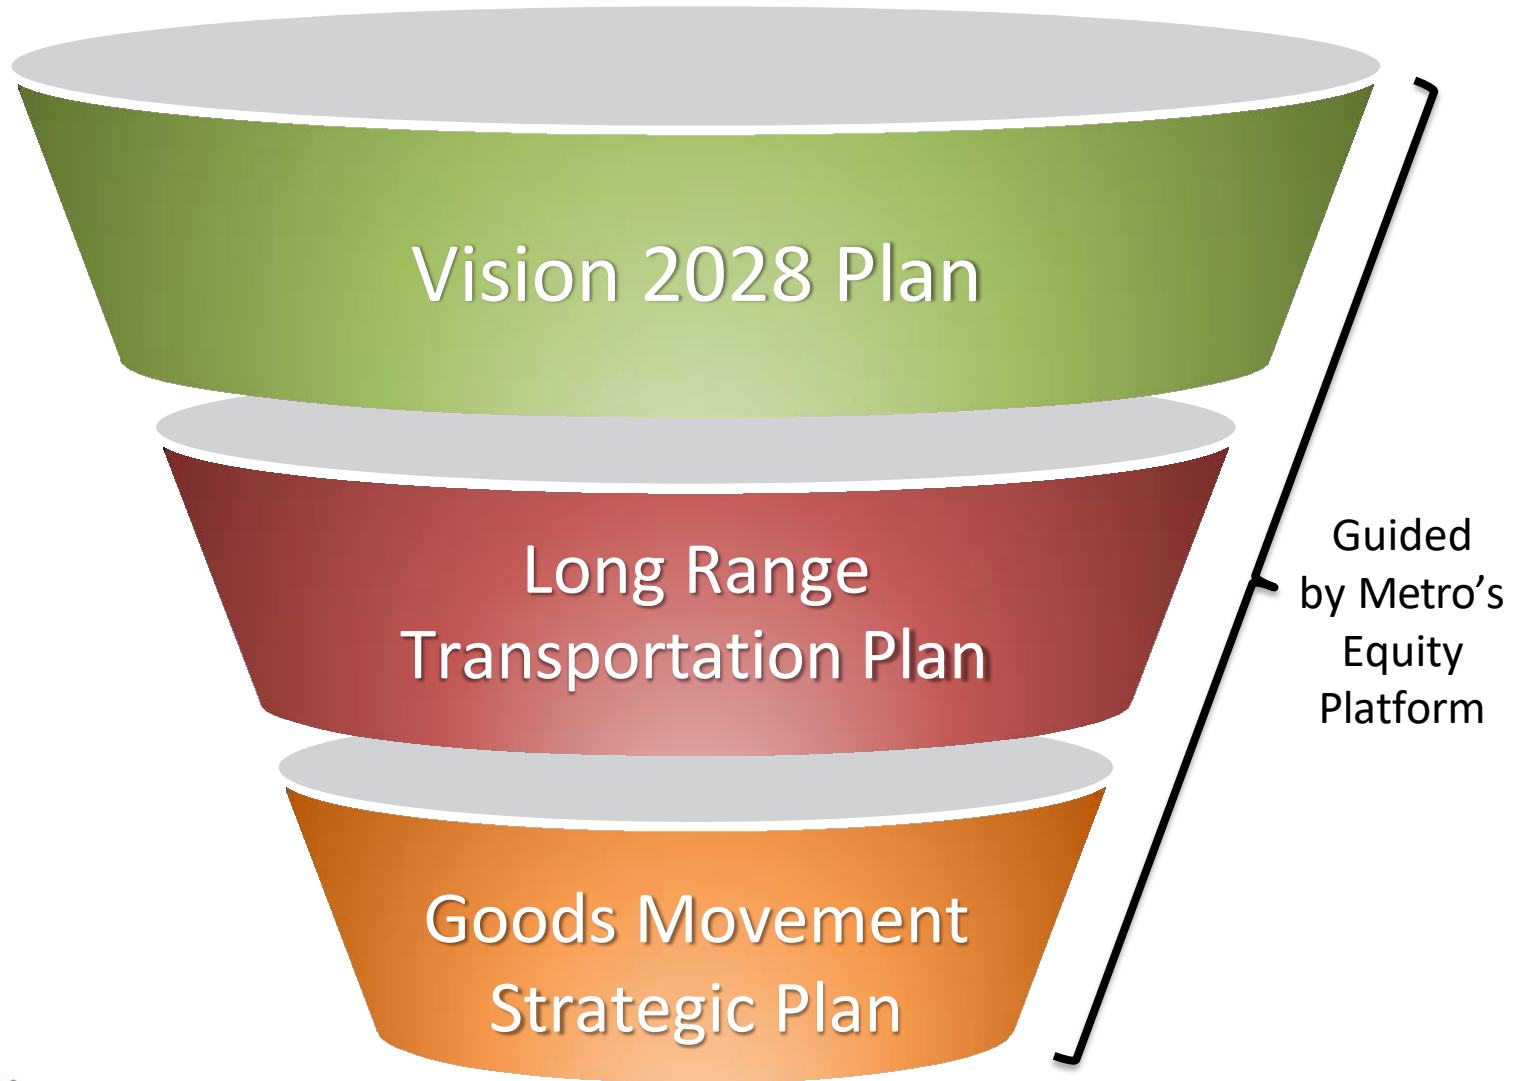 Vision 2028 Plan
Long Range
Transportation Plan
Goods Movement
Strategic Plan
Guided
by Metro’s
Equity
Platform